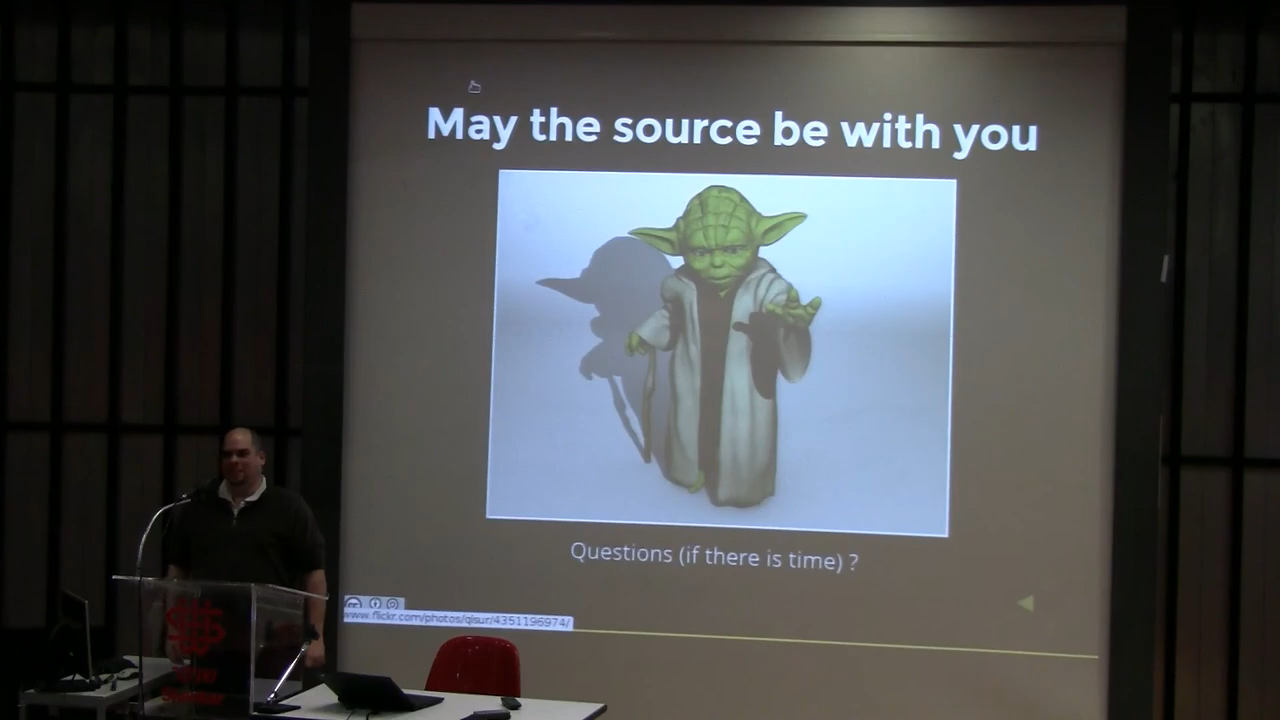 May the source be with you
Questions (if there is time) ?
www.flickr.com/photos/qisur/4351196974/